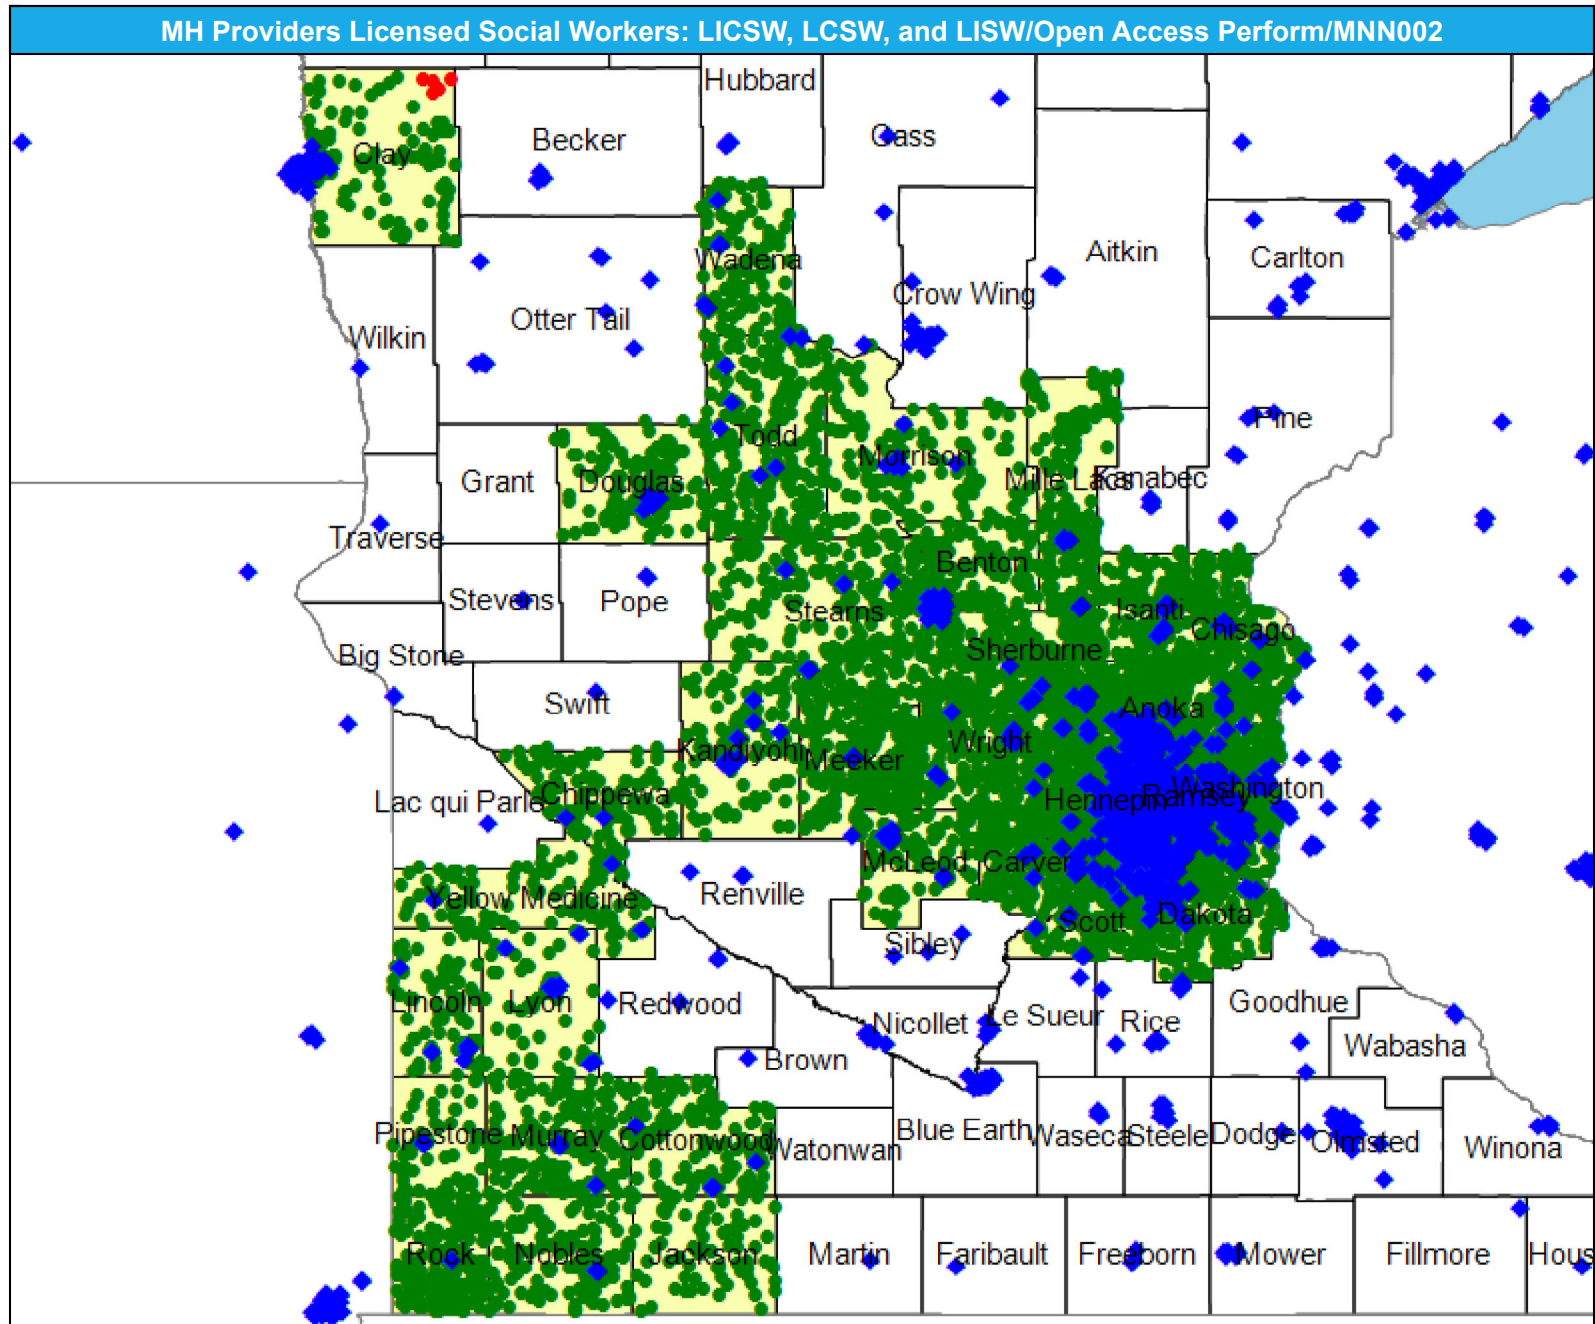 MH Providers Licensed Social Workers: LICSW, LCSW, and LISW/Open Access Perform/MNN002
Hubbard
Becker
Cass
Clay
Wadena
Aitkin
Carlton
Crow Wing
Otter Tail
Wilkin
Pine
Todd
Morrison
Grant
Douglas
Mille Lacs
Kanabec
Traverse
Benton
Stevens
Pope
Stearns
Isanti
Chisago
Big Stone
Sherburne
Swift
Anoka
Kandiyohi
Meeker
Wright
Lac qui Parle
Chippewa
Hennepin
Ramsey
Washington
McLeod
Carver
Yellow Medicine
Renville
Scott
Dakota
Sibley
Lincoln
Lyon
Redwood
Nicollet
Le Sueur
Rice
Goodhue
Brown
Wabasha
Pipestone
Murray
Cottonwood
Watonwan
Blue Earth
Waseca
Steele
Dodge
Olmsted
Winona
Rock
Nobles
Jackson
Martin
Faribault
Freeborn
Mower
Fillmore
Hous